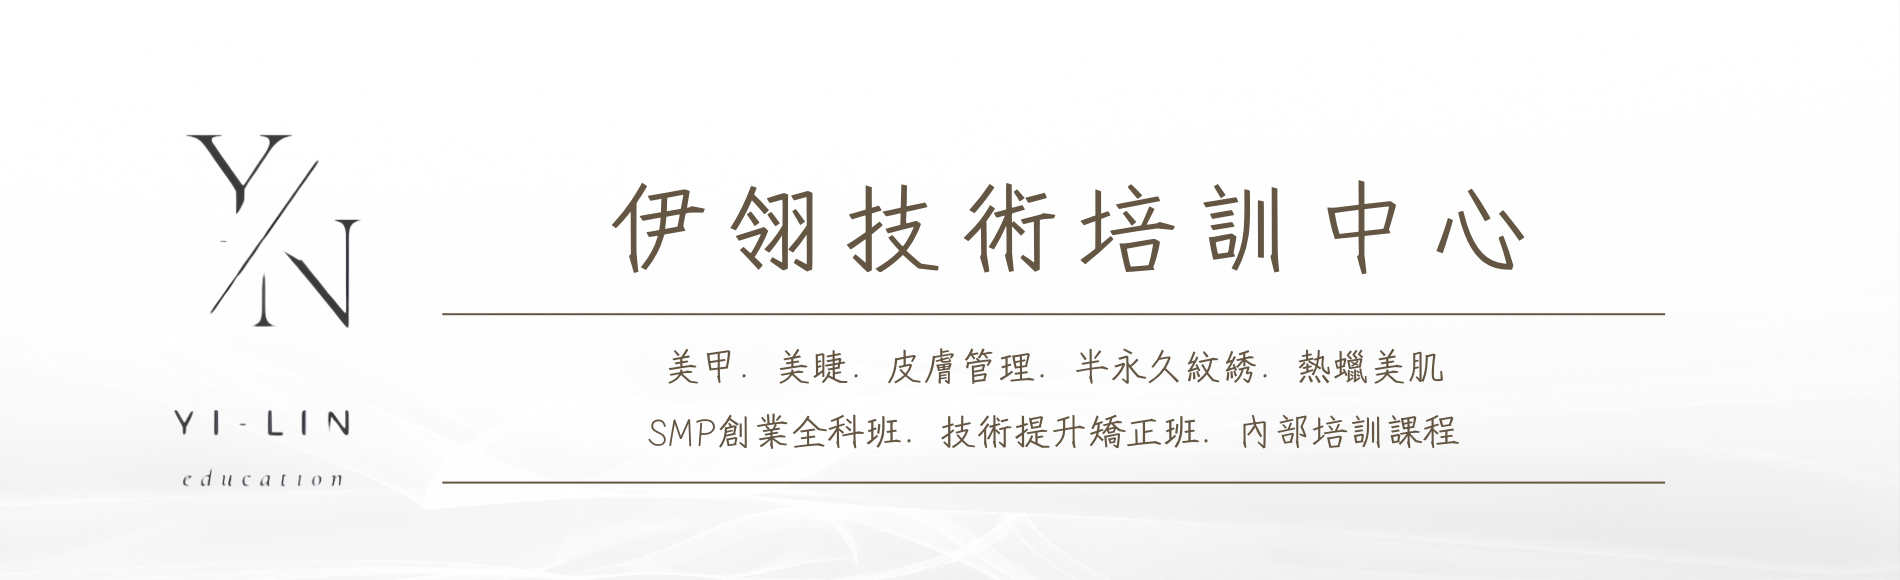 Y/N
YI-LIN
education
伊翎技術培訓中心
美甲．美睫．皮膚管理．半永久紋綉．熱蠟美肌
SMP創業全科班．技術提升矯正班．內部培訓課程